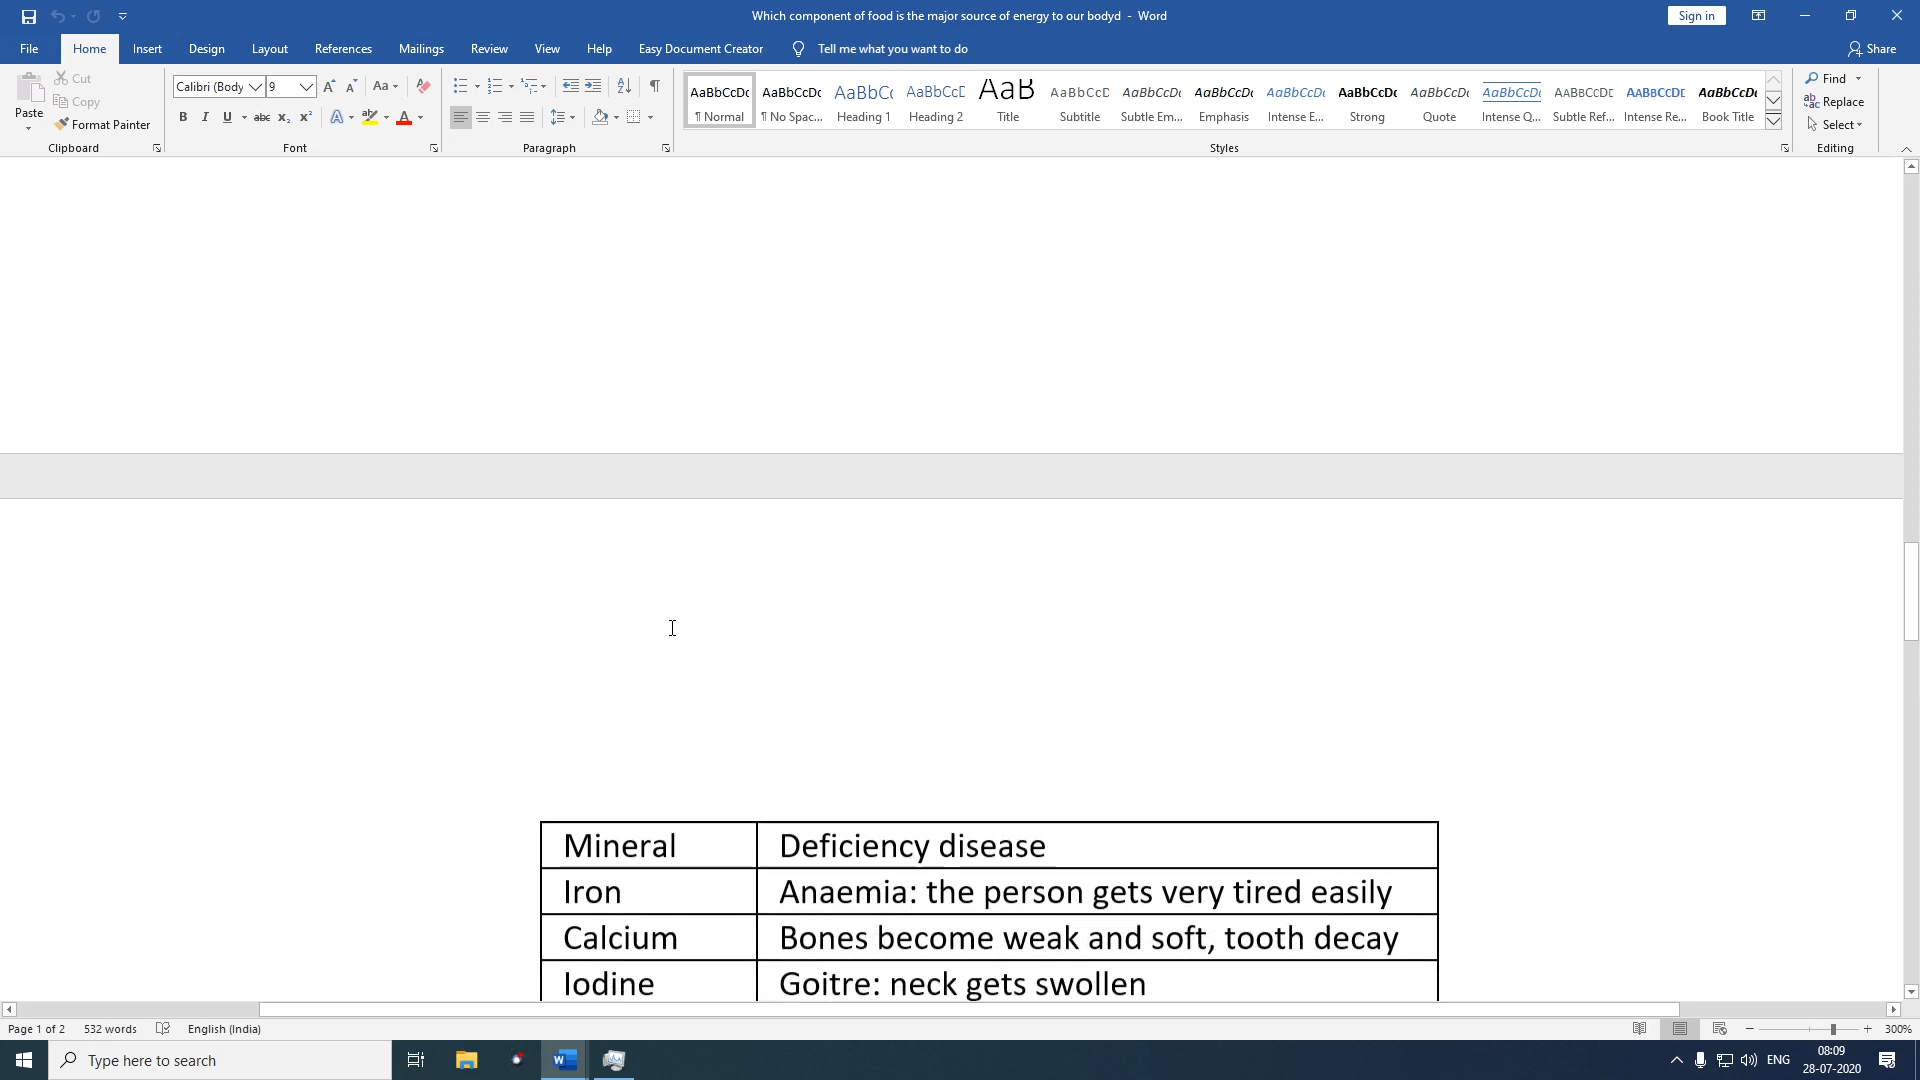 Which component of food is the major source of energy to our bodyd - Word
Sign in
File Home Insert Design Layout References Mailings Review View Help Easy Document Creator Tell me what you want to do Share
Cut
Copy
Paste
Format Painter
Calibri (Body 9
Find
Replace
Select
AaBbCcDc AaBbCcDc AaBbCc AaBbCcD AaB AaBbCcD AaBbCcDc AaBbCcDc AaBbCcDc AaBbCcDc AaBbCcDc AaBbCcDc AaBbCcDd AaBbCcDd AaBbCcDc
¶ Normal ¶ No Spac... Heading 1 Heading 2 Title Subtitle Subtle Em... Emphasis Intense E... Strong Quote Intense Q... Subtle Ref... Intense Re... Book Title
Clipboard Font Paragraph Styles Editing
Mineral Deficiency disease
Iron Anaemia: the person gets very tired easily
Calcium Bones become weak and soft, tooth decay
Iodine Goitre: neck gets swollen
Page 1 of 2 532 words English (India) 300%
Type here to search
ENG
08:09
28-07-2020